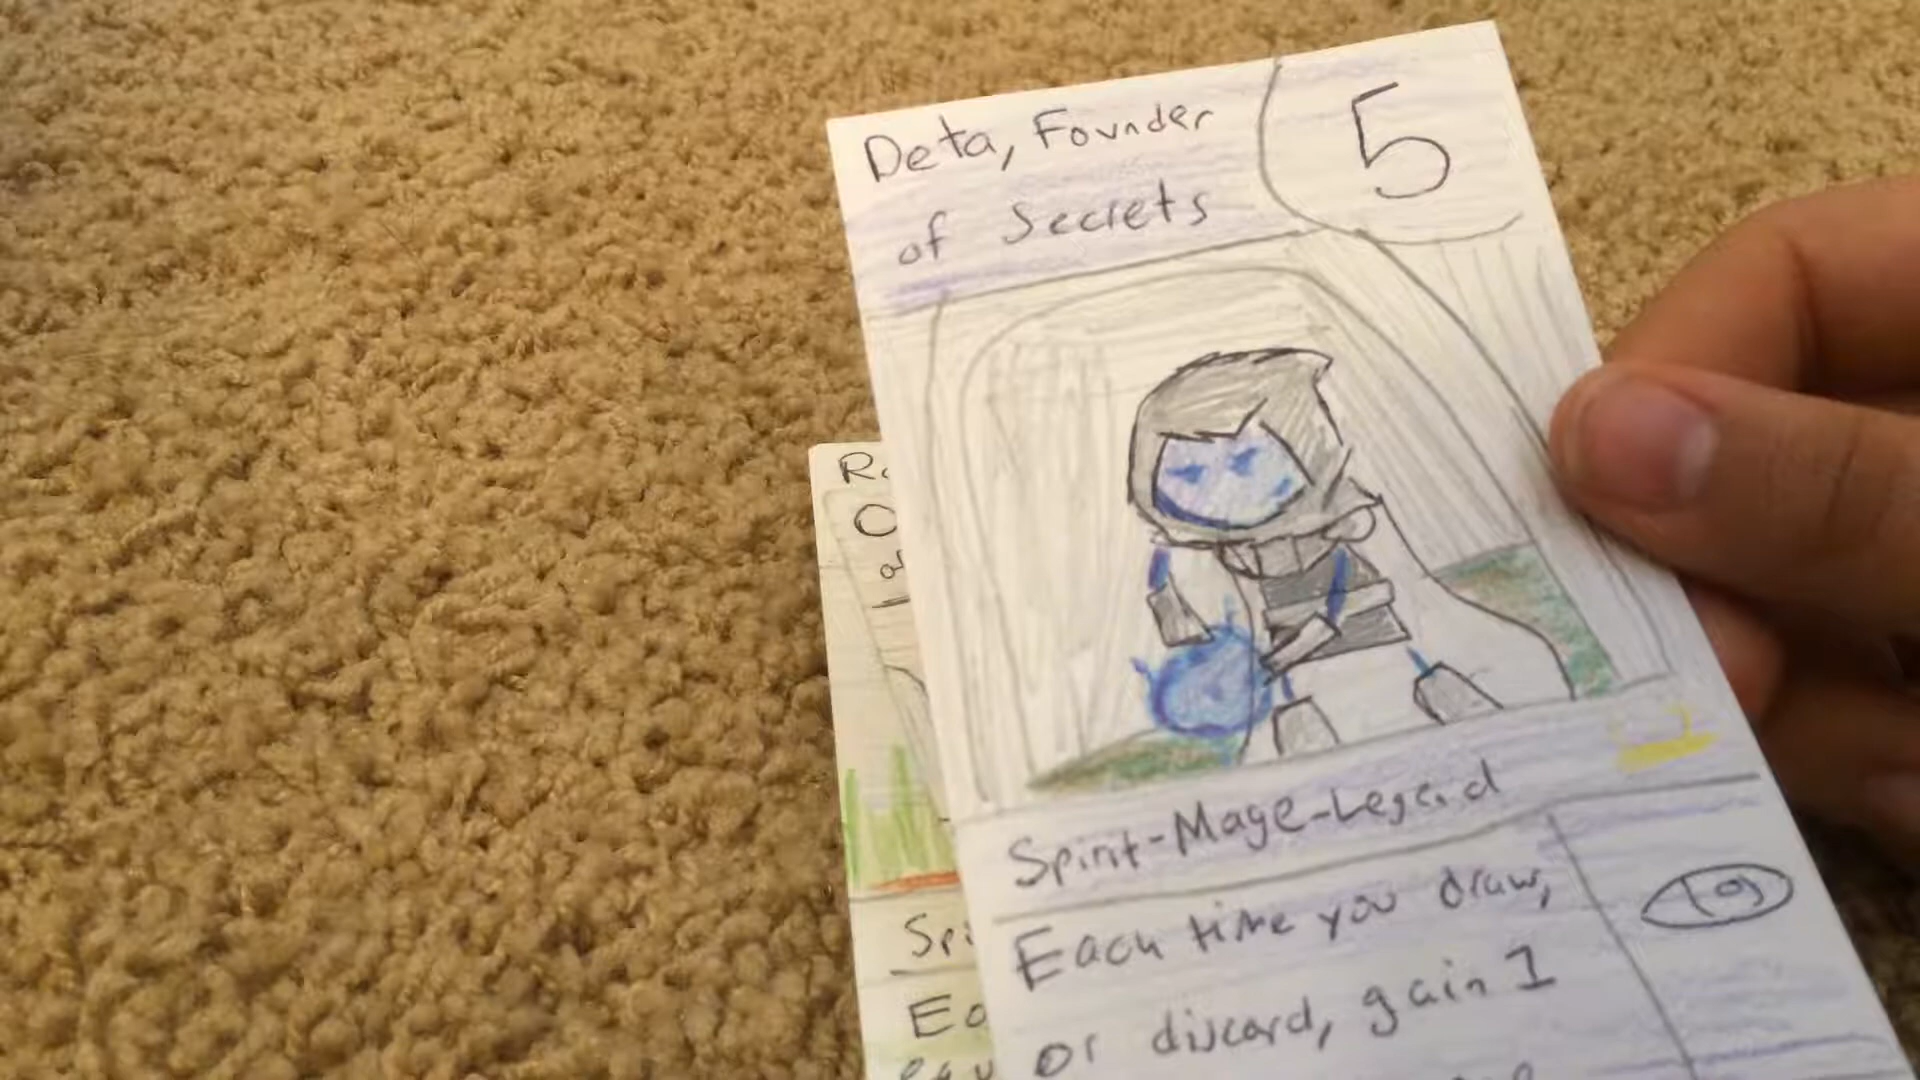 Deta, Founder
of Secrets
5
Spirit-Mage-Legend
Each time you draw,
or discard, gain 1